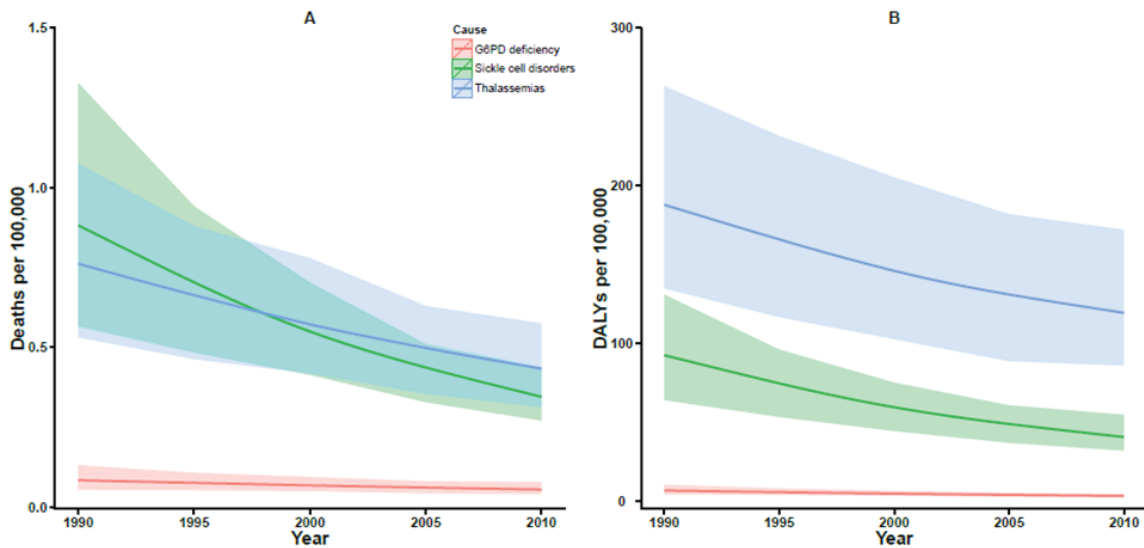 A
B
Cause
G6PD deficiency
Sickle cell disorders
Thalassemias
Deaths per 100,000
1.5
1.0
0.5
0.0
1990 1995 2000 2005 2010
Year
DALYs per 100,000
300
200
100
0
1990 1995 2000 2005 2010
Year